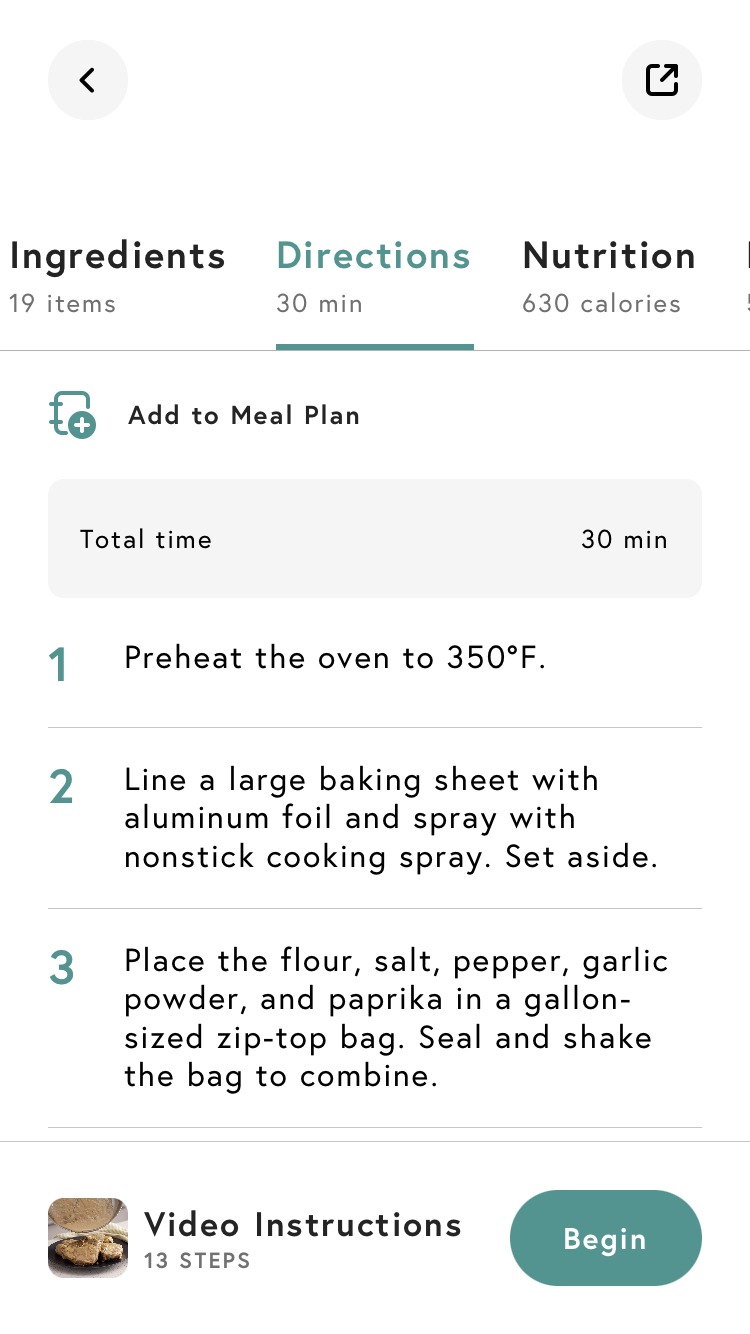 Ingredients Directions Nutrition
19 items 30 min 630 calories
Add to Meal Plan
Total time 30 min
1 Preheat the oven to 350°F.
2 Line a large baking sheet with
aluminum foil and spray with
nonstick cooking spray. Set aside.
3 Place the flour, salt, pepper, garlic
powder, and paprika in a gallon-
sized zip-top bag. Seal and shake
the bag to combine.
Video Instructions
13 STEPS
Begin